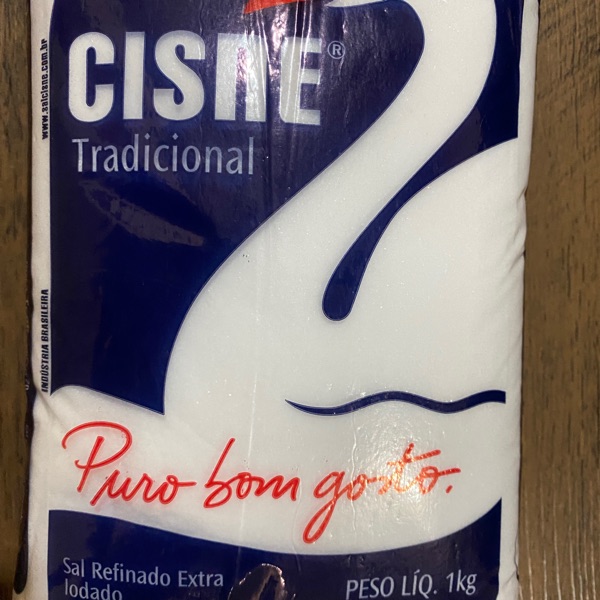 CISNE®
Tradicional
www.salcisne.com.br
INDÚSTRIA BRASILEIRA
Puro bom gosto.
Sal Refinado Extra
Iodado
PESO LÍQ. 1kg